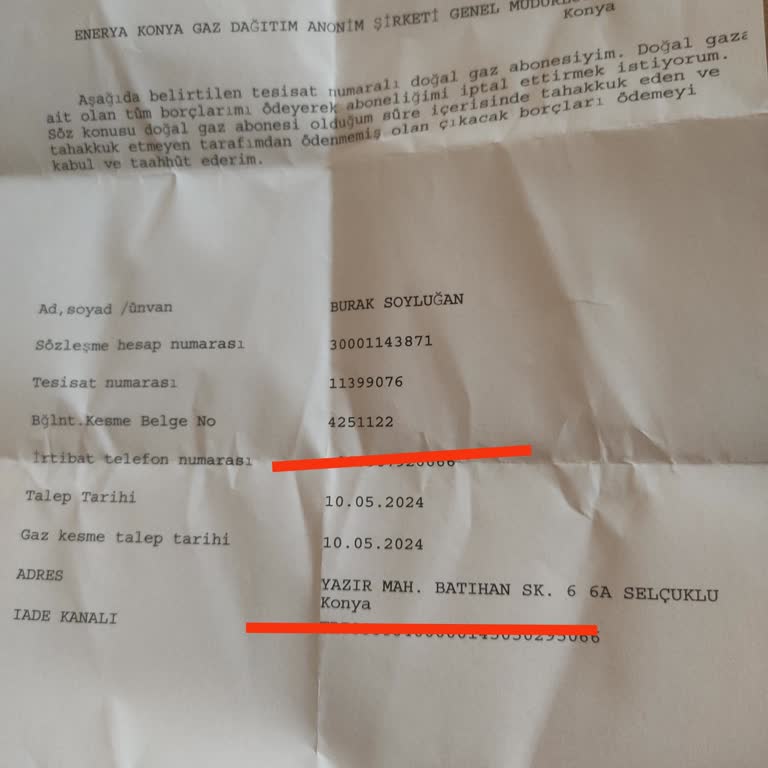 ENERYA KONYA GAZ DAĞITIM ANONİM ŞİRKETİ GENEL
Konya
Aşağıda belirtilen tesisat numaralı doğal gaz abonesiyim. Doğal gaza
ait olan tüm borçlarımı ödeyerek aboneliğimi iptal ettirmek istiyorum.
Söz konusu doğal gaz abonesi olduğum süre içerisinde tahakkuk eden ve
tahakkuk etmeyen tarafımdan ödenmemiş olan çıkacak borçları ödemeyi
kabul ve taahhüt ederim.
Ad,soyad /ünvan BURAK SOYLUĞAN
Sözleşme hesap numarası 30001143871
Tesisat numarası 11399076
Bğlnt.Kesme Belge No 4251122
İrtibat telefon numarası
Talep Tarihi 10.05.2024
Gaz kesme talep tarihi 10.05.2024
ADRES YAZIR MAH. BATIHAN SK. 6 6A SELÇUKLU
Konya
IADE KANALI